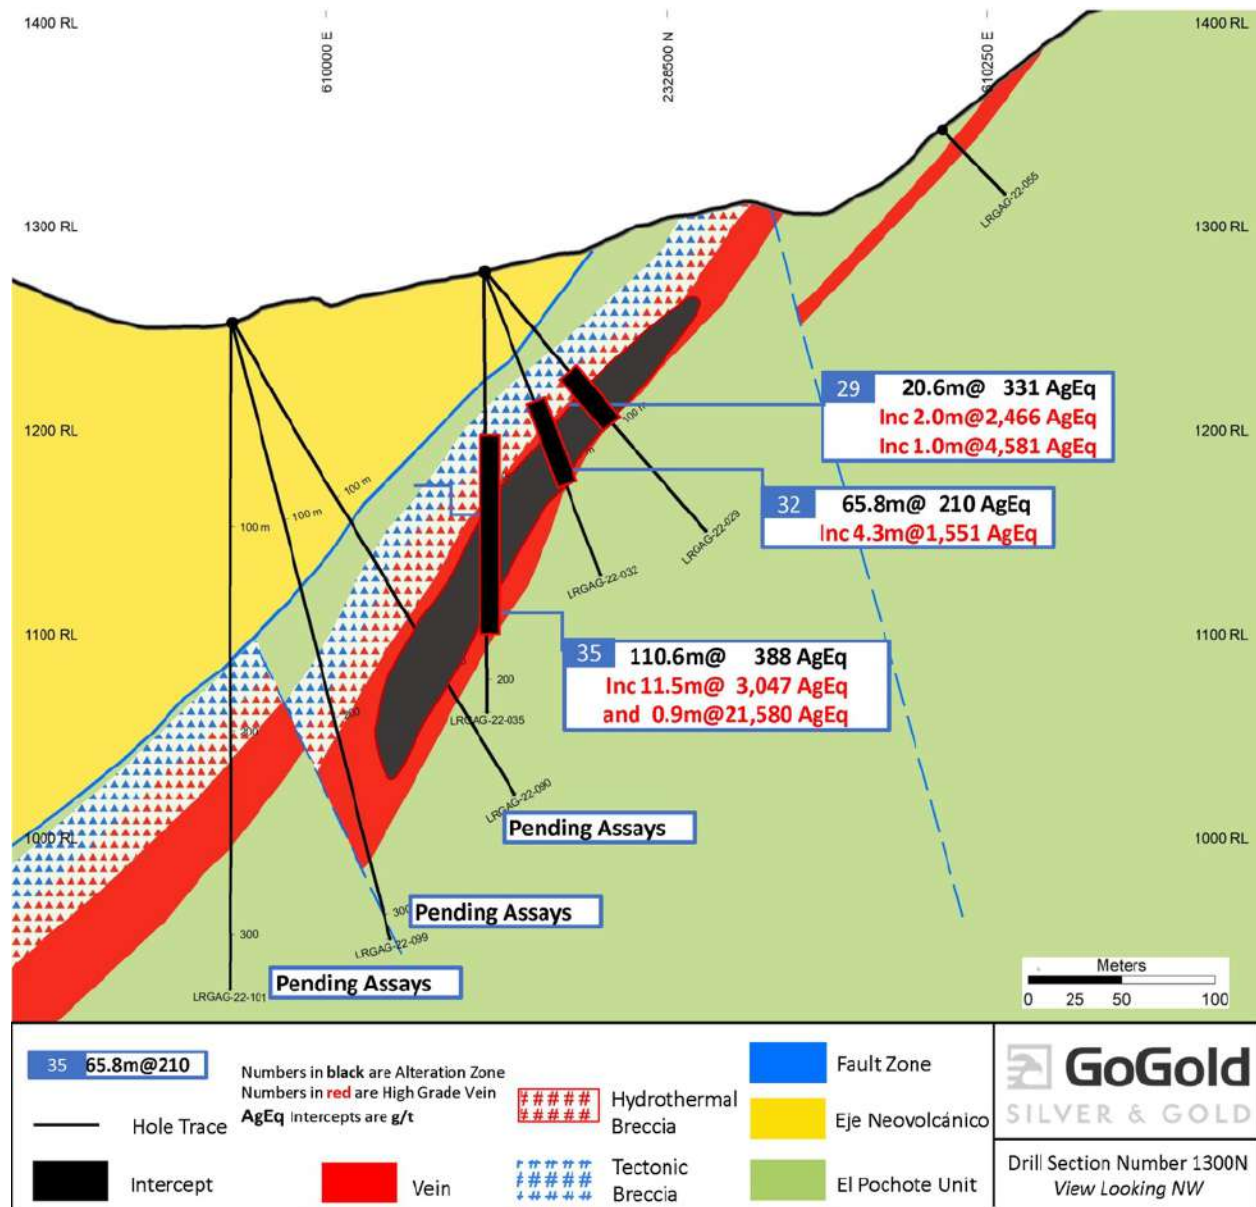 1400 RL
610000 E
2328500 N
610250 E
1400 RL
LRGAG-22-055
1300 RL
1300 RL
29 20.6m@ 331 AgEq
Inc 2.0m@2,466 AgEq
Inc 1.0m@4,581 AgEq
1200 RL
1200 RL
100 m
100 m
100 m
100 m
32 65.8m@ 210 AgEq
Inc 4.3m@1,551 AgEq
LRGAG-22-029
LRGAG-22-032
1100 RL
1100 RL
35 110.6m@ 388 AgEq
Inc 11.5m@ 3,047 AgEq
and 0.9m@21,580 AgEq
200
LRGAG-22-035
200
200
LRGAG-22-090
Pending Assays
1000 RL
1000 RL
300
Pending Assays
LRGAG-22-099
300
Pending Assays
LRGAG-22-101
Meters
0 25 50 100
35 65.8m@210
Numbers in black are Alteration Zone
Numbers in red are High Grade Vein
AgEq Intercepts are g/t
Hole Trace
Intercept
Vein
Hydrothermal
Breccia
Tectonic
Breccia
Fault Zone
Eje Neovolcánico
El Pochote Unit
GoGold
SILVER & GOLD
Drill Section Number 1300N
View Looking NW